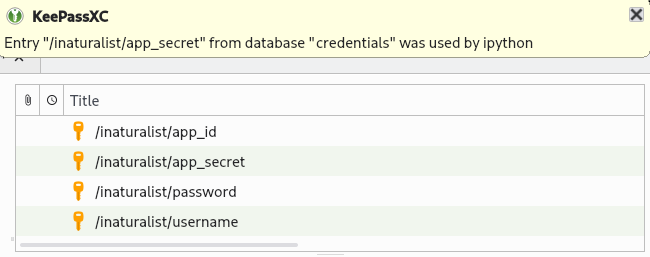 KeePassXC
Entry "/inaturalist/app_secret" from database "credentials" was used by ipython
Title
/inaturalist/app_id
/inaturalist/app_secret
/inaturalist/password
/inaturalist/username